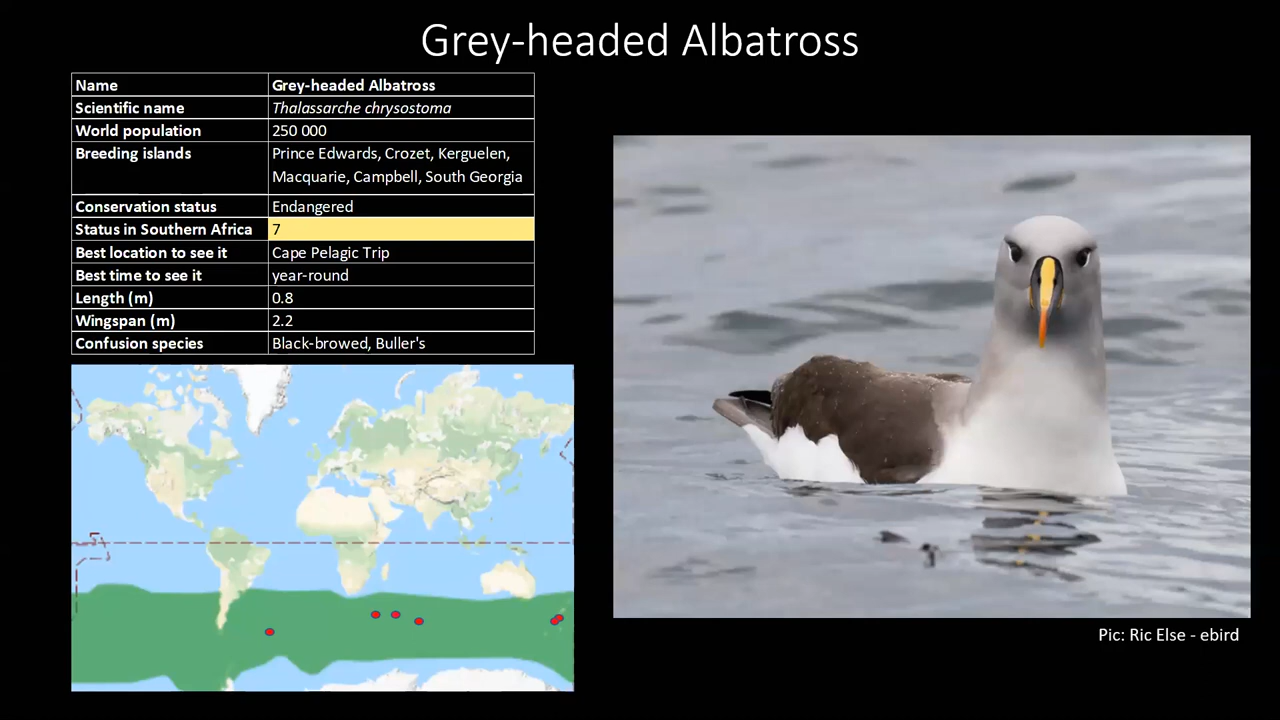 Grey-headed Albatross
Name Grey-headed Albatross
Scientific name Thalassarche chrysostoma
World population 250 000
Breeding islands Prince Edwards, Crozet, Kerguelen,
Macquarie, Campbell, South Georgia
Conservation status Endangered
Status in Southern Africa 7
Best location to see it Cape Pelagic Trip
Best time to see it year-round
Length (m) 0.8
Wingspan (m) 2.2
Confusion species Black-browed, Buller's
Pic: Ric Else - ebird